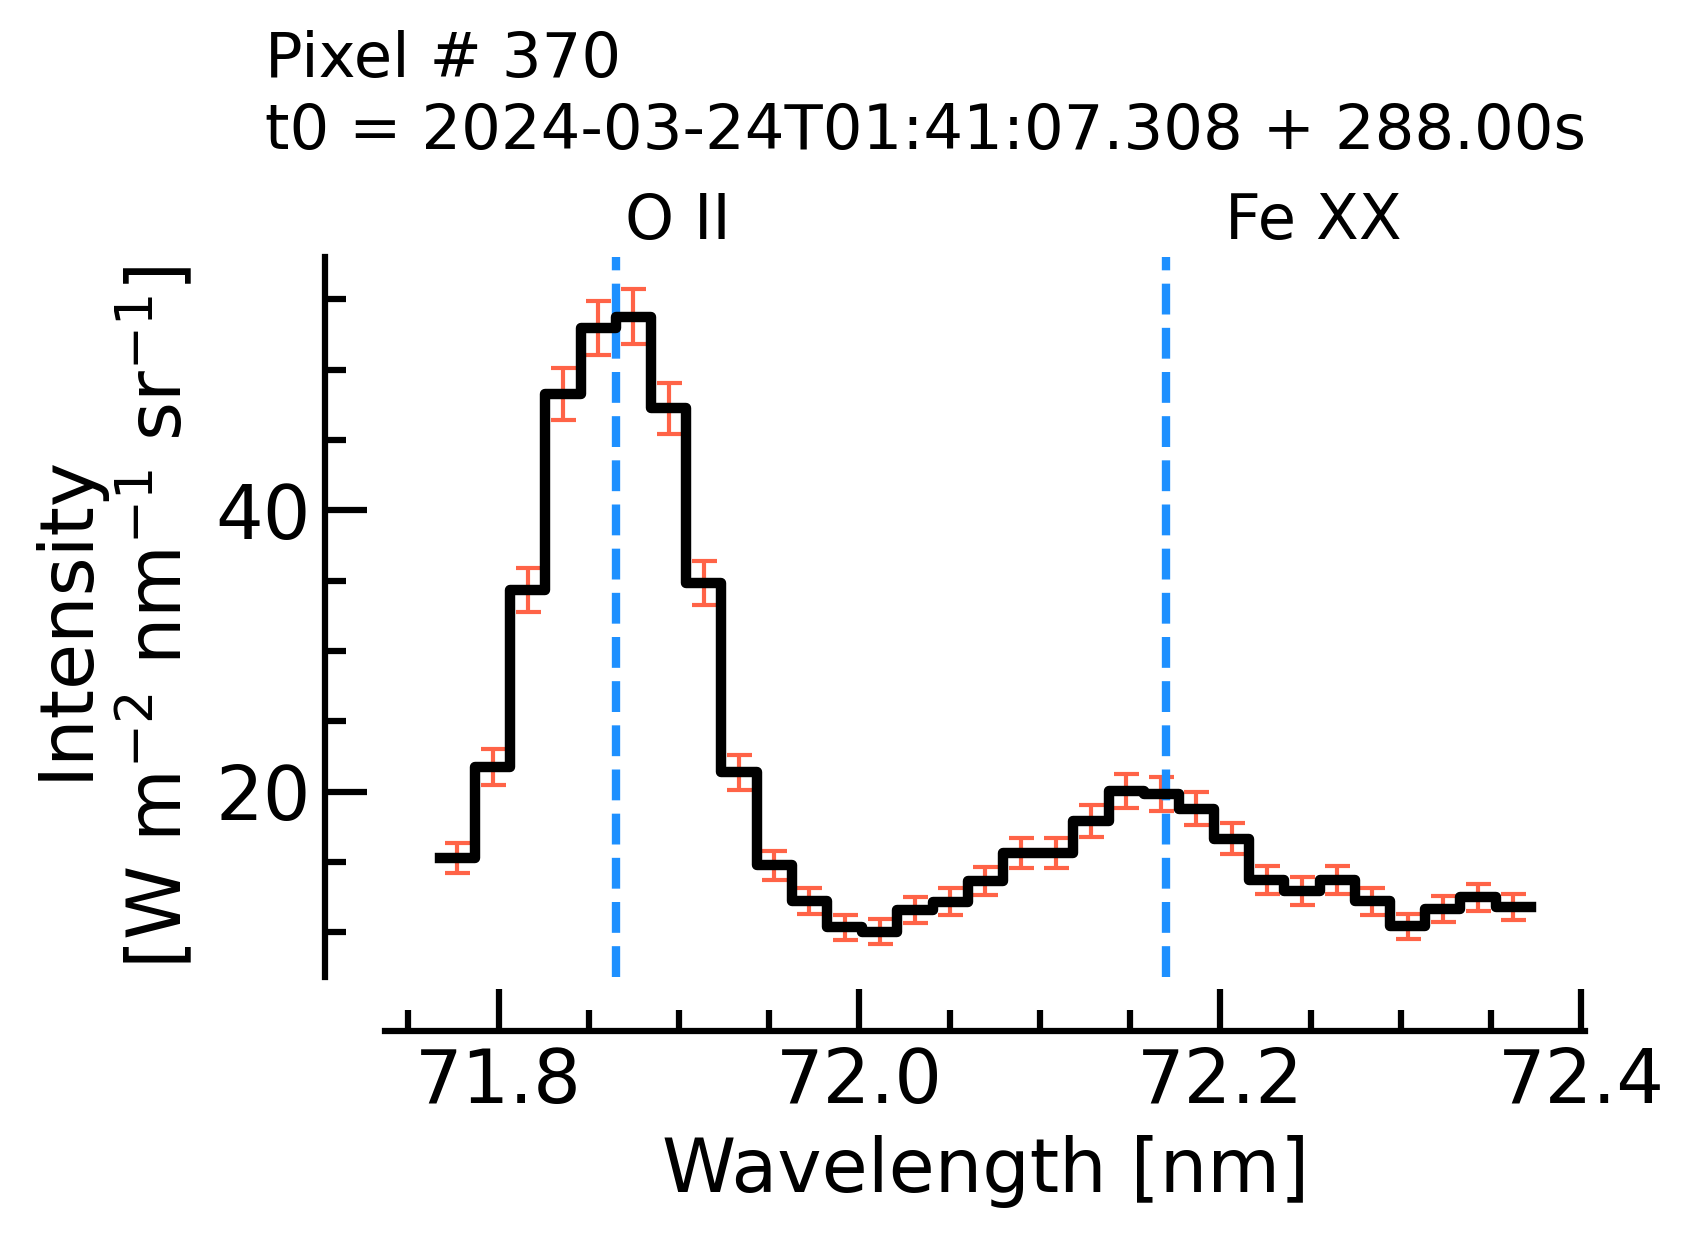 Pixel # 370
t0 = 2024-03-24T01:41:07.308 + 288.00s
O II
Fe XX
Intensity
[W m⁻² nm⁻¹ sr⁻¹]
40
20
71.8
72.0
72.2
72.4
Wavelength [nm]